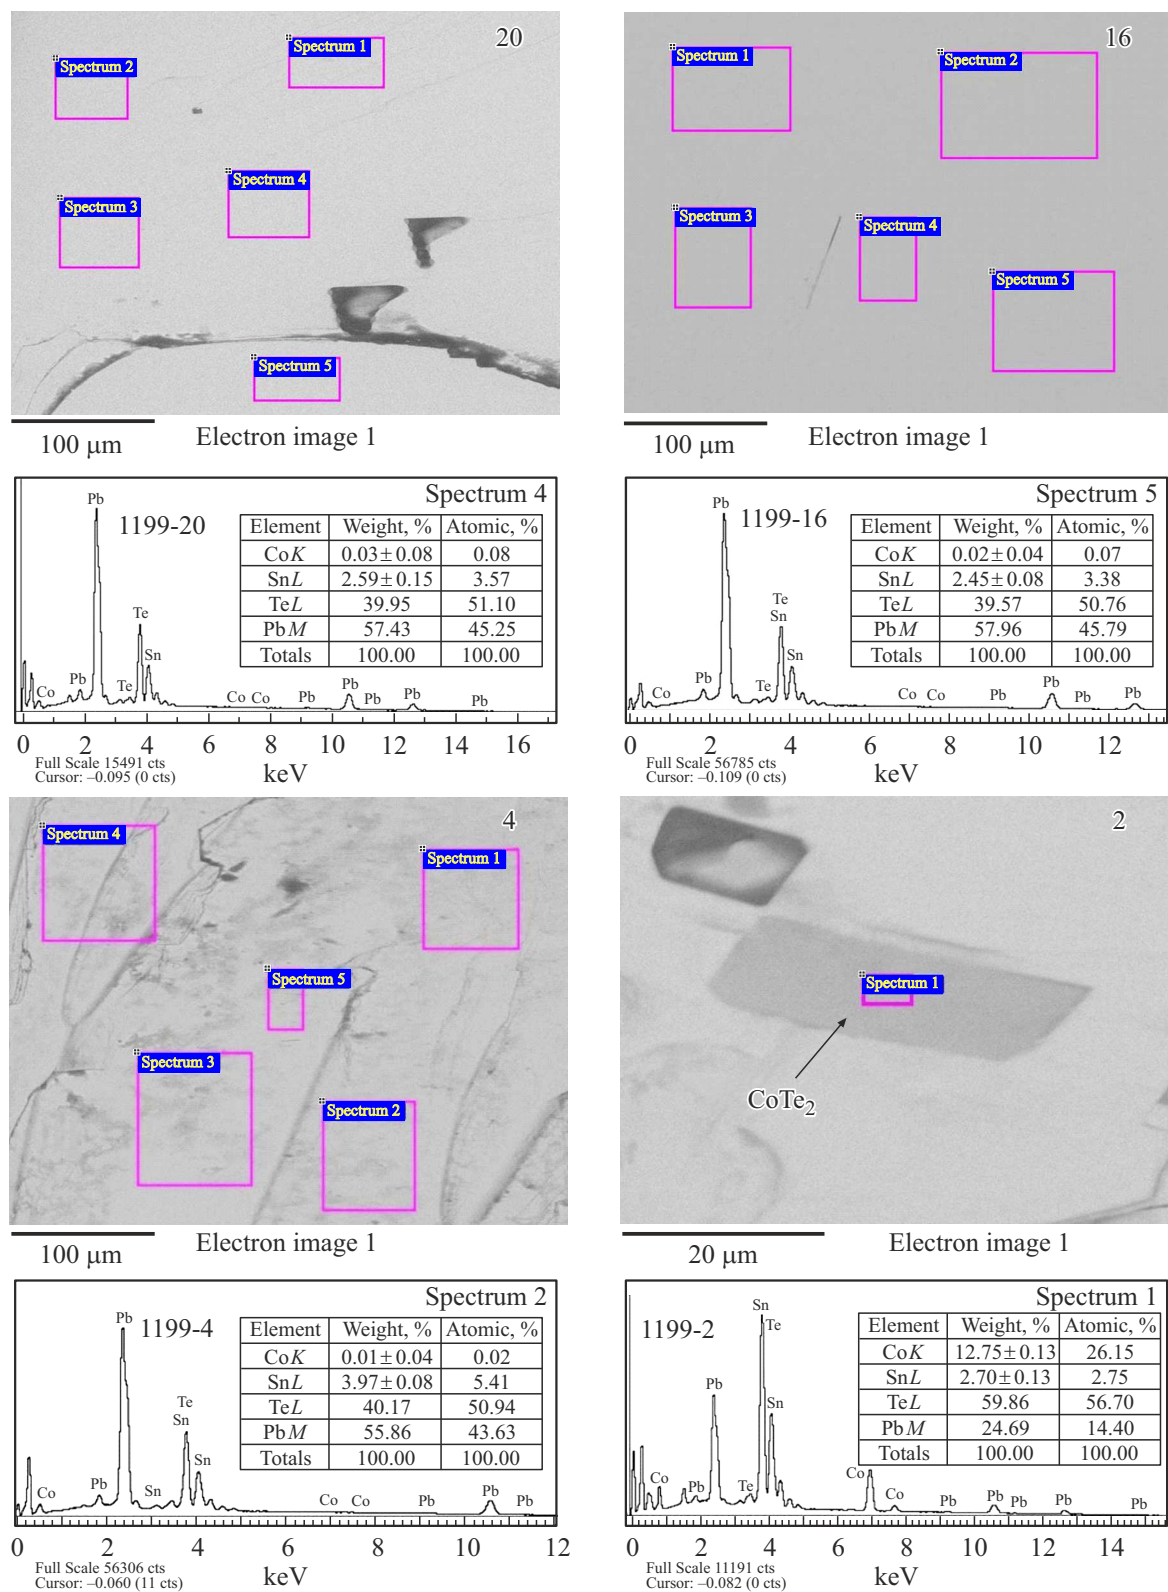 20
Spectrum 1
Spectrum 2
Spectrum 4
Spectrum 3
Spectrum 5
100 μm
Electron image 1
Spectrum 4
1199-20
Element Weight, % Atomic, %
CoK 0.03±0.08 0.08
SnL 2.59±0.15 3.57
TeL 39.95 51.10
PbM 57.43 45.25
Totals 100.00 100.00
Pb
Te
Sn
Co Pb Te Co Co Pb Pb Pb Pb Pb
0 2 4 6 8 10 12 14 16
Full Scale 15491 cts
Cursor: –0.095 (0 cts)
keV
16
Spectrum 1
Spectrum 2
Spectrum 3
Spectrum 4
Spectrum 5
100 μm
Electron image 1
Spectrum 5
1199-16
Element Weight, % Atomic, %
CoK 0.02±0.04 0.07
SnL 2.45±0.08 3.38
TeL 39.57 50.76
PbM 57.96 45.79
Totals 100.00 100.00
Pb
Te
Sn
Sn
Co Pb Te Co Co Pb Pb Pb Pb
0 2 4 6 8 10 12
Full Scale 56785 cts
Cursor: –0.109 (0 cts)
keV
4
Spectrum 4
Spectrum 1
Spectrum 5
Spectrum 3
Spectrum 2
100 μm
Electron image 1
Spectrum 2
1199-4
Element Weight, % Atomic, %
CoK 0.01±0.04 0.02
SnL 3.97±0.08 5.41
TeL 40.17 50.94
PbM 55.86 43.63
Totals 100.00 100.00
Pb
Te
Sn
Sn
Co Pb Sn Co Co Pb Pb Pb
0 2 4 6 8 10 12
Full Scale 56306 cts
Cursor: –0.060 (11 cts)
keV
2
Spectrum 1
CoTe2
20 μm
Electron image 1
Spectrum 1
1199-2
Element Weight, % Atomic, %
CoK 12.75±0.13 26.15
SnL 2.70±0.13 2.75
TeL 59.86 56.70
PbM 24.69 14.40
Totals 100.00 100.00
Sn
Te
Pb
Sn
Co
Co Pb Te Co Pb Pb Co Pb Pb
0 2 4 6 8 10 12 14
Full Scale 11191 cts
Cursor: –0.082 (0 cts)
keV